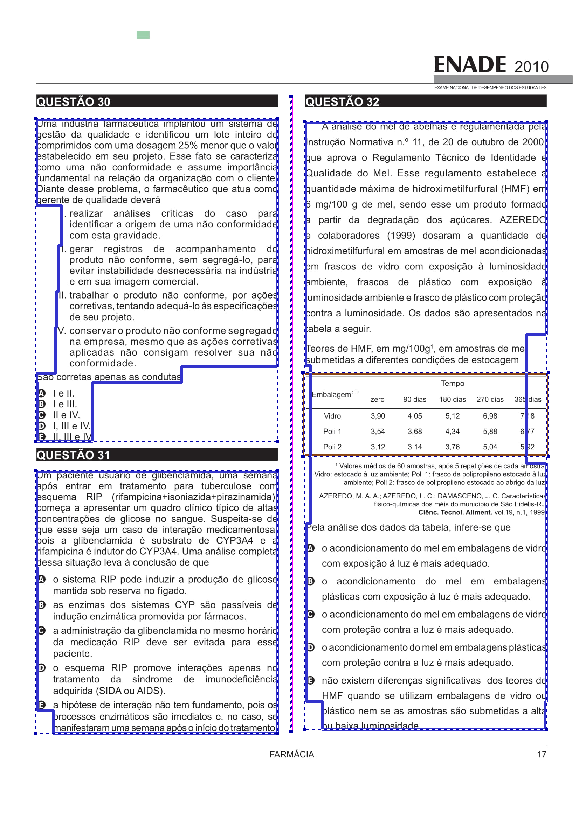 ENADE 2010
EXAME NACIONAL DE DESEMPENHO DOS ESTUDANTES
QUESTÃO 30
Uma indústria farmacêutica implantou um sistema de
gestão da qualidade e identificou um lote inteiro de
comprimidos com uma dosagem 25% menor que o valor
estabelecido em seu projeto. Esse fato se caracteriza
como uma não conformidade e assume importância
fundamental na relação da organização com o cliente.
Diante desse problema, o farmacêutico que atua como
gerente de qualidade deverá
I. realizar análises críticas do caso para
identificar a origem de uma não conformidade
com esta gravidade.
II. gerar registros de acompanhamento do
produto não conforme, sem segregá-lo, para
evitar instabilidade desnecessária na indústria
e em sua imagem comercial.
III. trabalhar o produto não conforme, por ações
corretivas, tentando adequá-lo às especificações
de seu projeto.
IV. conservar o produto não conforme segregado
na empresa, mesmo que as ações corretivas
aplicadas não consigam resolver sua não
conformidade.
São corretas apenas as condutas
A I e II.
B I e III.
C II e IV.
D I, III e IV.
E II, III e IV.
QUESTÃO 31
Um paciente usuário de glibenclamida, uma semana
após entrar em tratamento para tuberculose com
esquema RIP (rifampicina+isoniazida+pirazinamida),
começa a apresentar um quadro clínico típico de altas
concentrações de glicose no sangue. Suspeita-se de
que esse seja um caso de interação medicamentosa,
pois a glibenclamida é substrato de CYP3A4 e a
rifampicina é indutor do CYP3A4. Uma análise completa
dessa situação leva à conclusão de que
A o sistema RIP pode induzir a produção de glicose
mantida sob reserva no fígado.
B as enzimas dos sistemas CYP são passíveis de
indução enzimática promovida por fármacos.
C a administração da glibenclamida no mesmo horário
da medicação RIP deve ser evitada para esse
paciente.
D o esquema RIP promove interações apenas no
tratamento da síndrome de imunodeficiência
adquirida (SIDA ou AIDS).
E a hipótese de interação não tem fundamento, pois os
processos enzimáticos são imediatos e, no caso, se
manifestaram uma semana após o início do tratamento.
QUESTÃO 32
A análise do mel de abelhas é regulamentada pela
Instrução Normativa n.º 11, de 20 de outubro de 2000,
que aprova o Regulamento Técnico de Identidade e
Qualidade do Mel. Esse regulamento estabelece a
quantidade máxima de hidroximetilfurfural (HMF) em
6 mg/100 g de mel, sendo esse um produto formado
a partir da degradação dos açúcares. AZEREDO
e colaboradores (1999) dosaram a quantidade de
hidroximetilfurfural em amostras de mel acondicionadas
em frascos de vidro com exposição à luminosidade
ambiente, frascos de plástico com exposição à
luminosidade ambiente e frasco de plástico com proteção
contra a luminosidade. Os dados são apresentados na
tabela a seguir.
Teores de HMF, em mg/100g¹, em amostras de mel
submetidas a diferentes condições de estocagem
Tempo
Embalagem¹ zero 90 dias 180 dias 270 dias 365 dias
Vidro 3,90 4,05 5,12 6,98 7,18
Poli 1 3,54 3,68 4,34 5,88 6,77
Poli 2 3,12 3,14 3,76 5,04 5,92
¹ Valores médios de 60 amostras, após 5 repetições de cada amostra.
Vidro: estocado à luz ambiente; Poli 1: frasco de polipropileno estocado à luz
ambiente; Poli 2: frasco de polipropileno estocado ao abrigo da luz.
AZEREDO, M. A. A.; AZEREDO, L. C.; DAMASCENO, J. G. Características
físico-químicas dos méis do município de São Fidélis-RJ.
Ciênc. Tecnol. Aliment. vol 19, n.1, 1999.
Pela análise dos dados da tabela, infere-se que
A o acondicionamento do mel em embalagens de vidro
com exposição à luz é mais adequado.
B o acondicionamento do mel em embalagens
plásticas com exposição à luz é mais adequado.
C o acondicionamento do mel em embalagens de vidro
com proteção contra a luz é mais adequado.
D o acondicionamento do mel em embalagens plásticas
com proteção contra a luz é mais adequado.
E não existem diferenças significativas dos teores de
HMF quando se utilizam embalagens de vidro ou
plástico nem se as amostras são submetidas a alta
ou baixa luminosidade.
FARMÁCIA
17